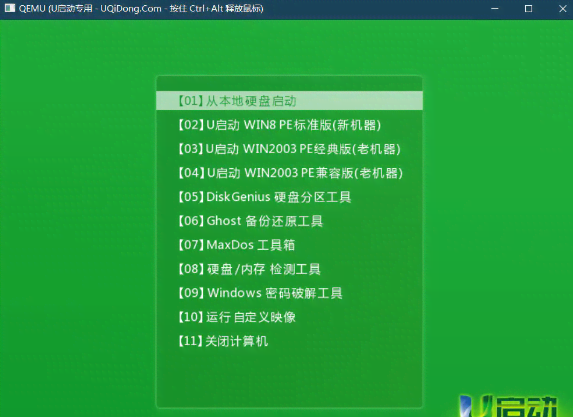 QEMU (U启动专用 - UQiDong.Com - 按住 Ctrl+Alt 释放鼠标)
【01】从本地硬盘启动
【02】U启动 WIN8 PE标准版(新机器)
【03】U启动 WIN2003 PE经典版(老机器)
【04】U启动 WIN2003 PE兼容版(老机器)
【05】DiskGenius 硬盘分区工具
【06】Ghost 备份还原工具
【07】MaxDos 工具箱
【08】硬盘/内存 检测工具
【09】Windows 密码破解工具
【10】运行自定义映像
【11】关闭计算机
U启动